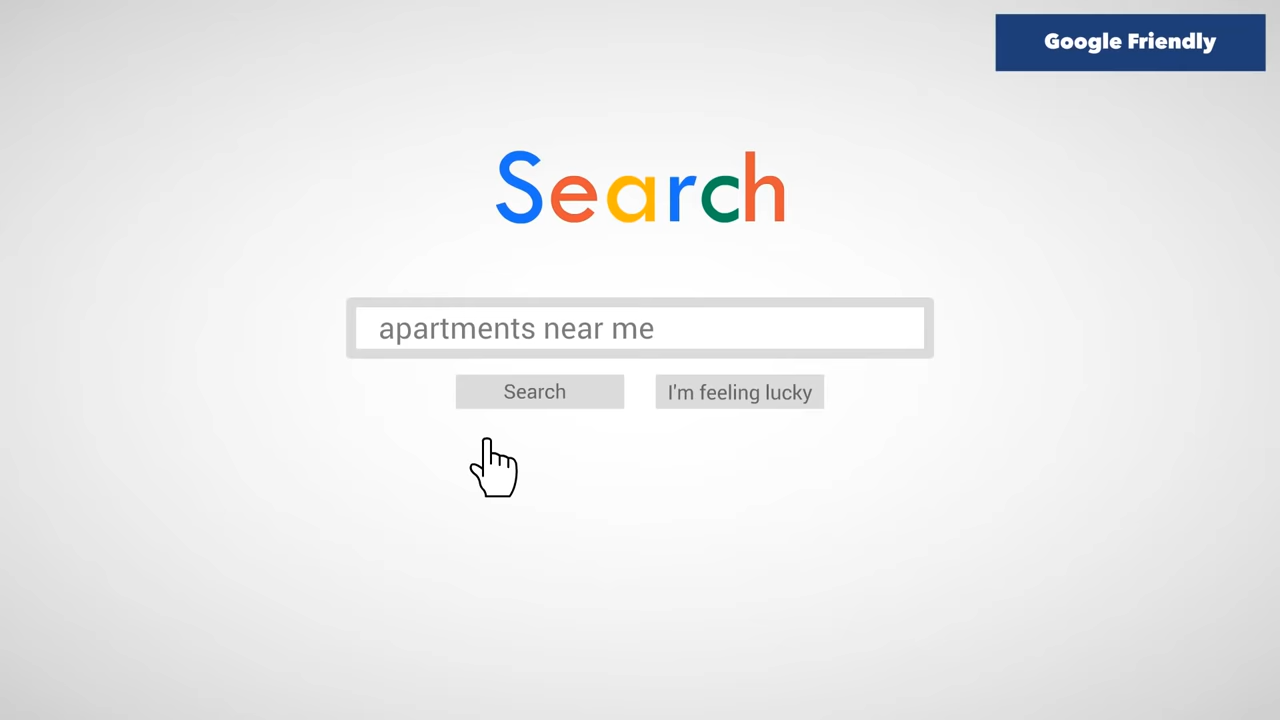 Google Friendly
Search
apartments near me
Search
I'm feeling lucky